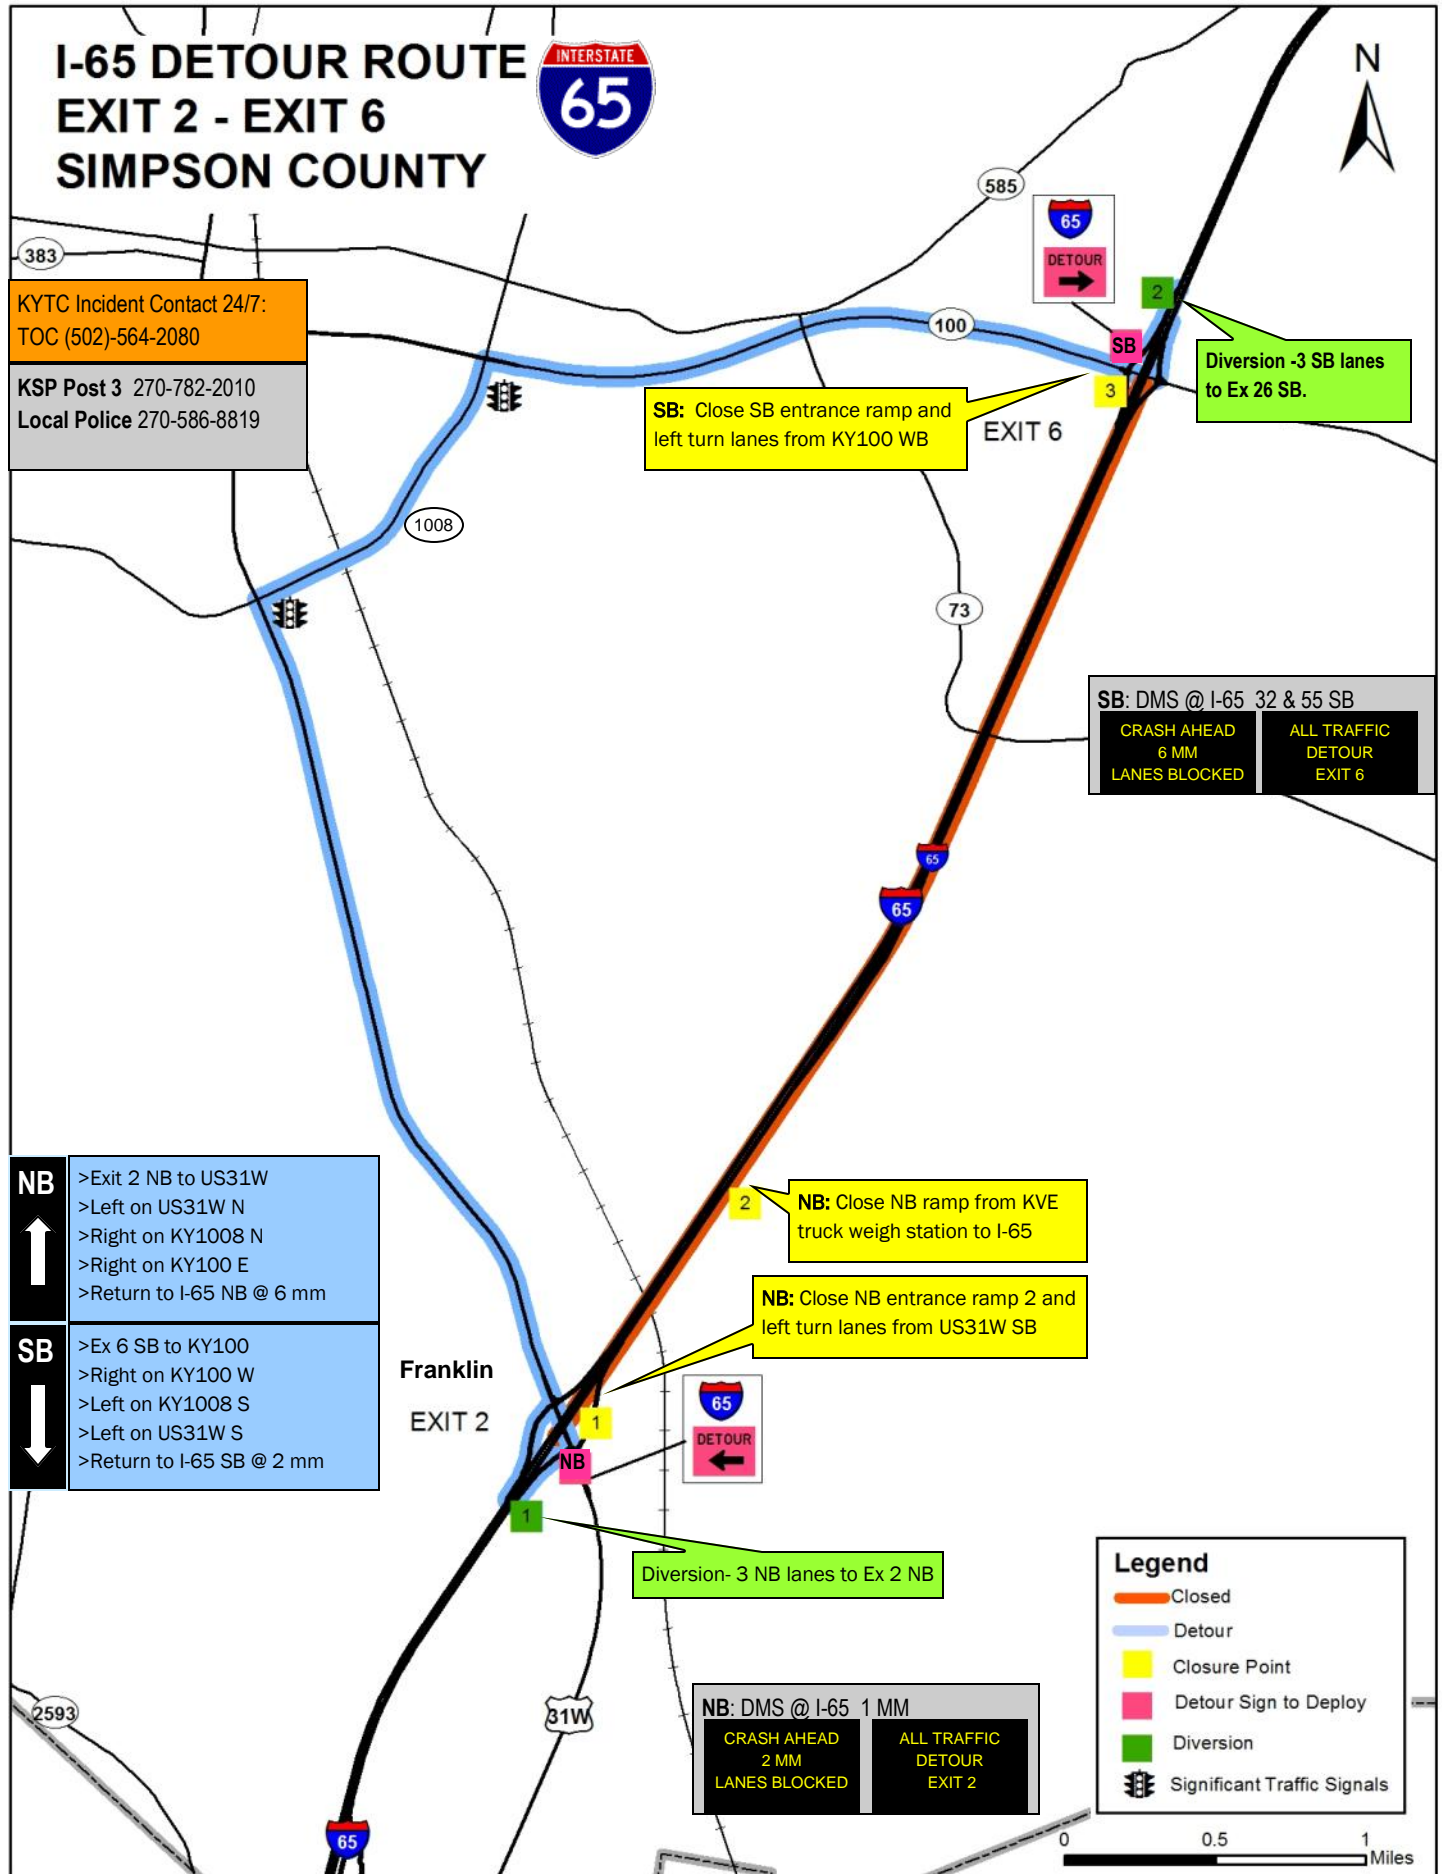 I-65 DETOUR ROUTE
EXIT 2 - EXIT 6
SIMPSON COUNTY
INTERSTATE
65
N
585
383
65
DETOUR
KYTC Incident Contact 24/7:
TOC (502)-564-2080
KSP Post 3 270-782-2010
Local Police 270-586-8819
100
2
SB
3
Diversion -3 SB lanes
to Ex 26 SB.
SB: Close SB entrance ramp and
left turn lanes from KY100 WB
EXIT 6
1008
73
SB: DMS @ I-65 32 & 55 SB
CRASH AHEAD
6 MM
LANES BLOCKED
ALL TRAFFIC
DETOUR
EXIT 6
65
65
NB
>Exit 2 NB to US31W
>Left on US31W N
>Right on KY1008 N
>Right on KY100 E
>Return to I-65 NB @ 6 mm
SB
>Ex 6 SB to KY100
>Right on KY100 W
>Left on KY1008 S
>Left on US31W S
>Return to I-65 SB @ 2 mm
2
NB: Close NB ramp from KVE
truck weigh station to I-65
NB: Close NB entrance ramp 2 and
left turn lanes from US31W SB
Franklin
EXIT 2
1
NB
65
DETOUR
1
Diversion- 3 NB lanes to Ex 2 NB
2593
31W
65
NB: DMS @ I-65 1 MM
CRASH AHEAD
2 MM
LANES BLOCKED
ALL TRAFFIC
DETOUR
EXIT 2
Legend
Closed
Detour
Closure Point
Detour Sign to Deploy
Diversion
Significant Traffic Signals
0 0.5 1
Miles